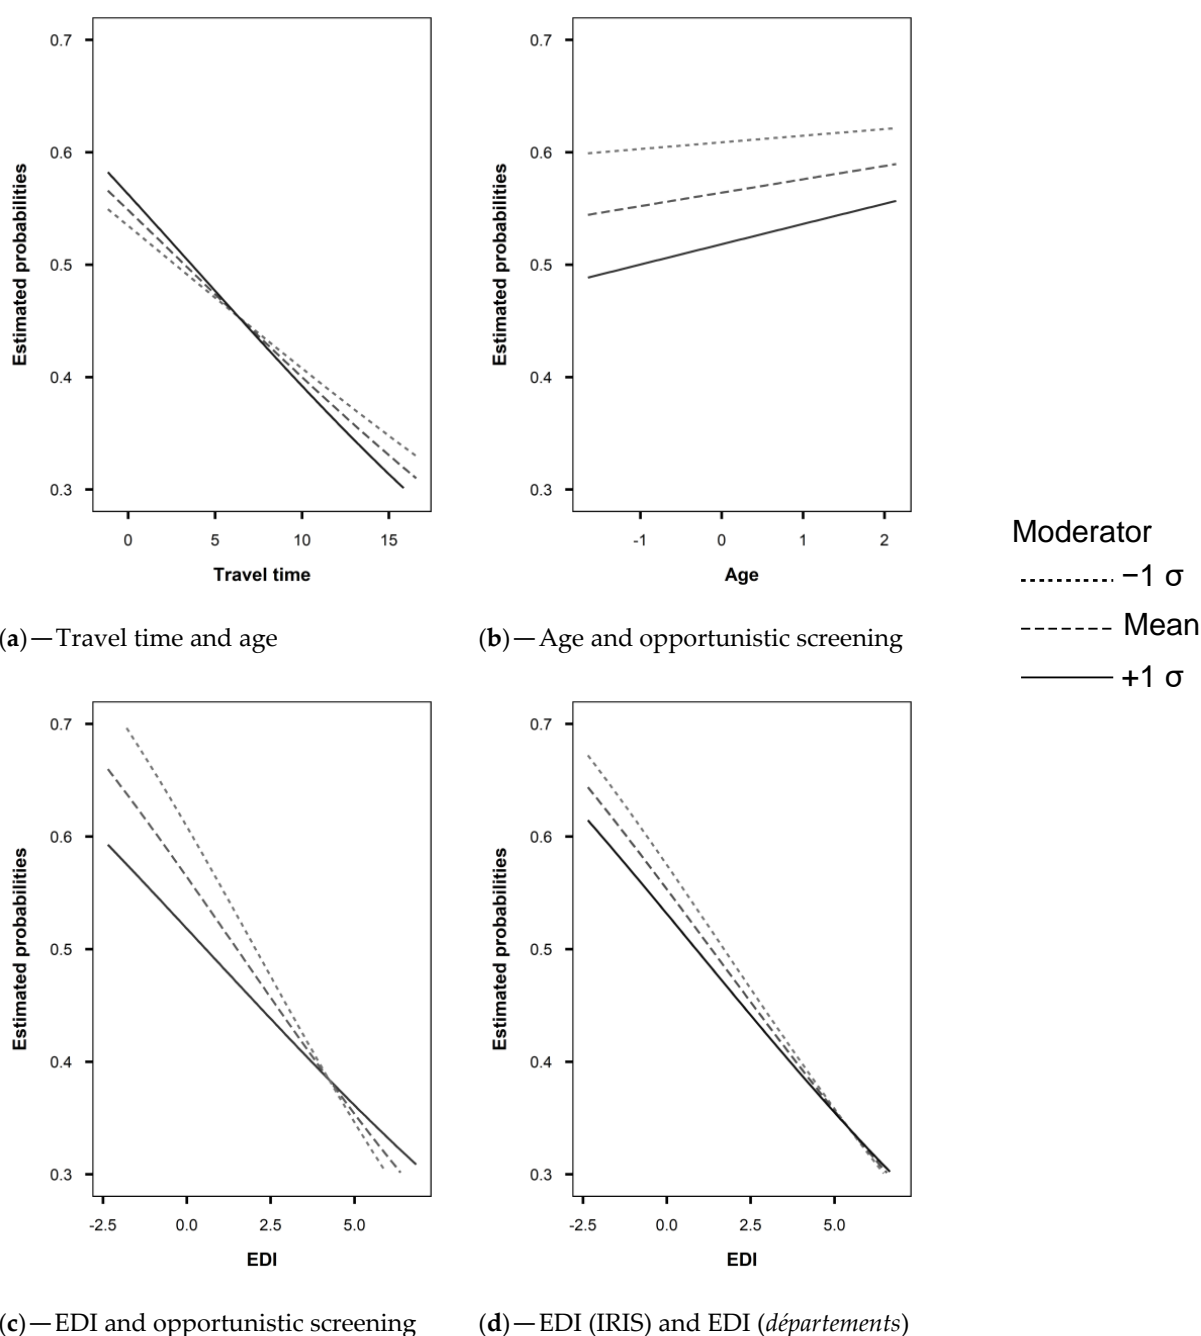 0.7
0.6
0.5
0.4
0.3
Estimated probabilities
0 5 10 15
Travel time
(a)—Travel time and age
0.7
0.6
0.5
0.4
0.3
Estimated probabilities
-1 0 1 2
Age
(b)—Age and opportunistic screening
Moderator
−1 σ
Mean
+1 σ
0.7
0.6
0.5
0.4
0.3
Estimated probabilities
-2.5 0.0 2.5 5.0
EDI
(c)—EDI and opportunistic screening
0.7
0.6
0.5
0.4
0.3
Estimated probabilities
-2.5 0.0 2.5 5.0
EDI
(d)—EDI (IRIS) and EDI (départements)